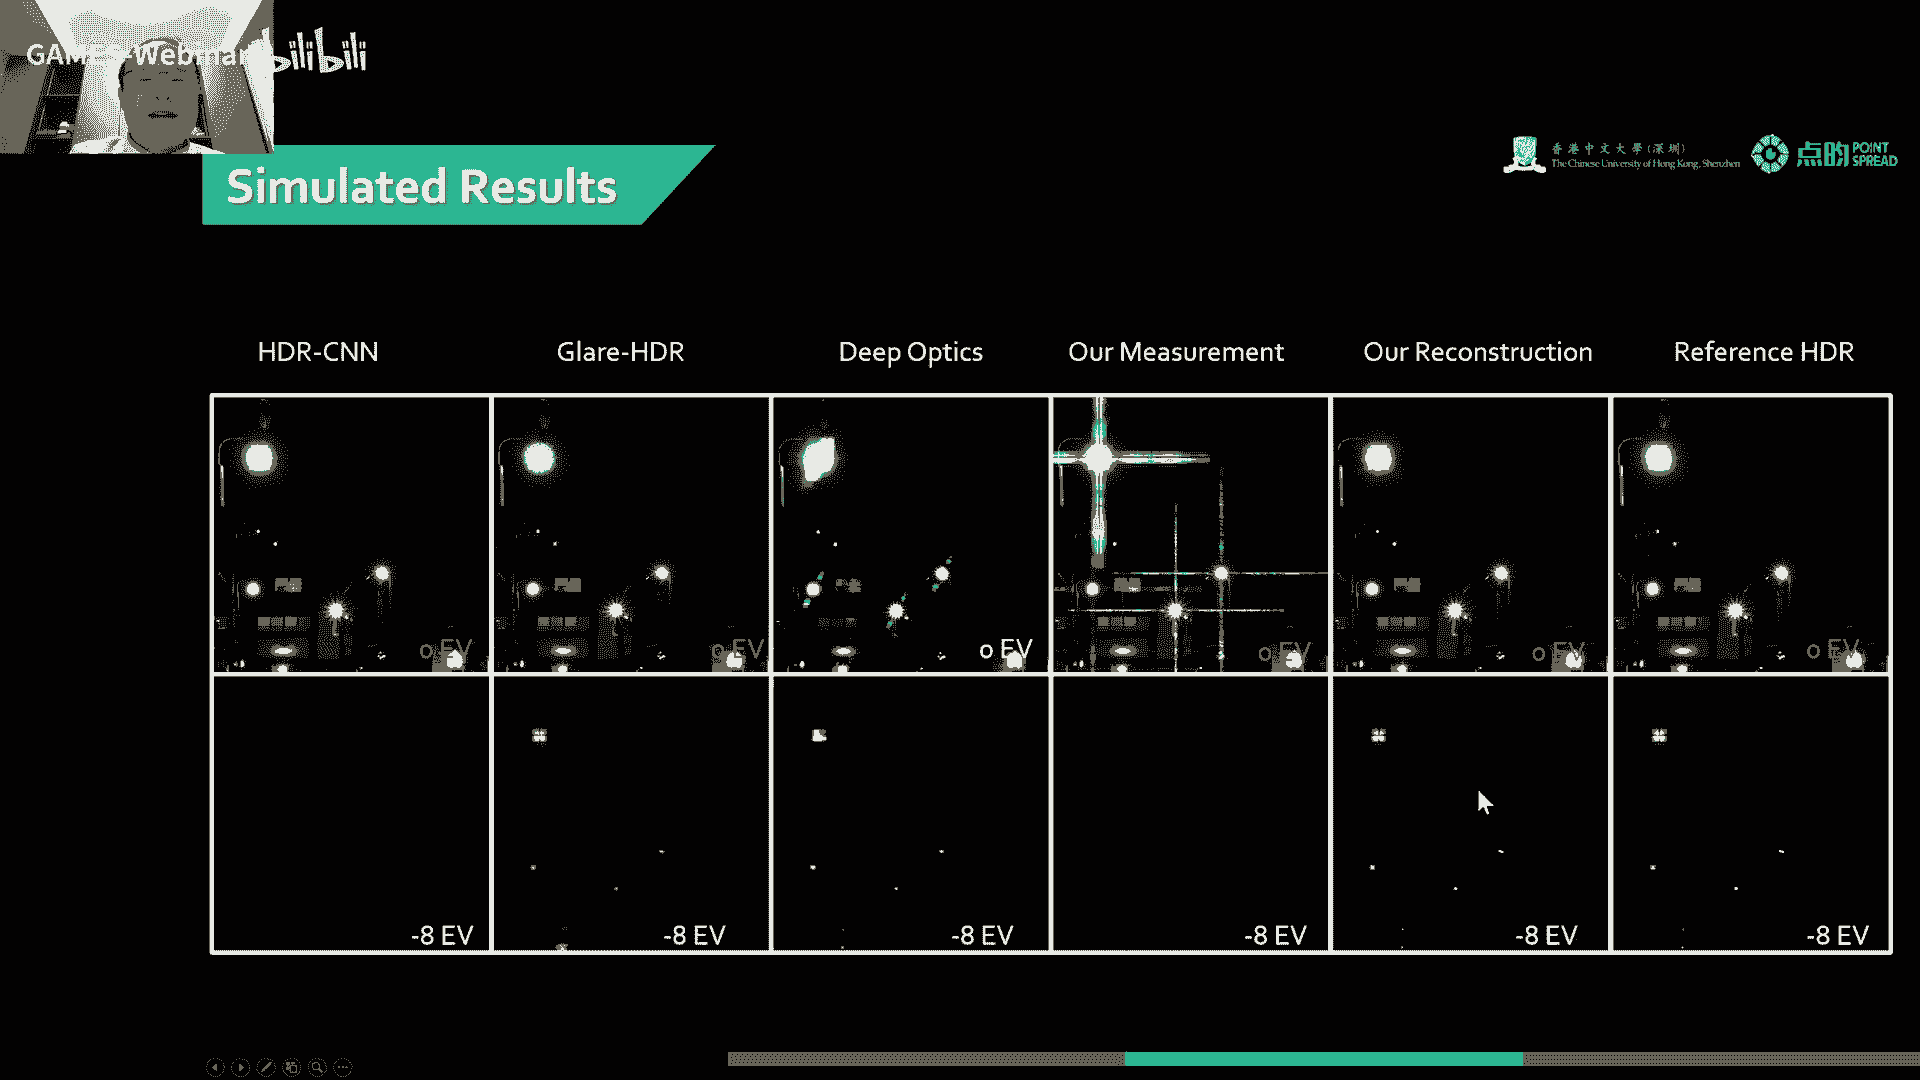 GAMES-Webinar
bilibili
香港中文大學(深圳)
The Chinese University of Hong Kong, Shenzhen
点昀 POINT SPREAD
Simulated Results
HDR-CNN Glare-HDR Deep Optics Our Measurement Our Reconstruction Reference HDR
0 EV 0 EV 0 EV 0 EV 0 EV 0 EV
-8 EV -8 EV -8 EV -8 EV -8 EV -8 EV